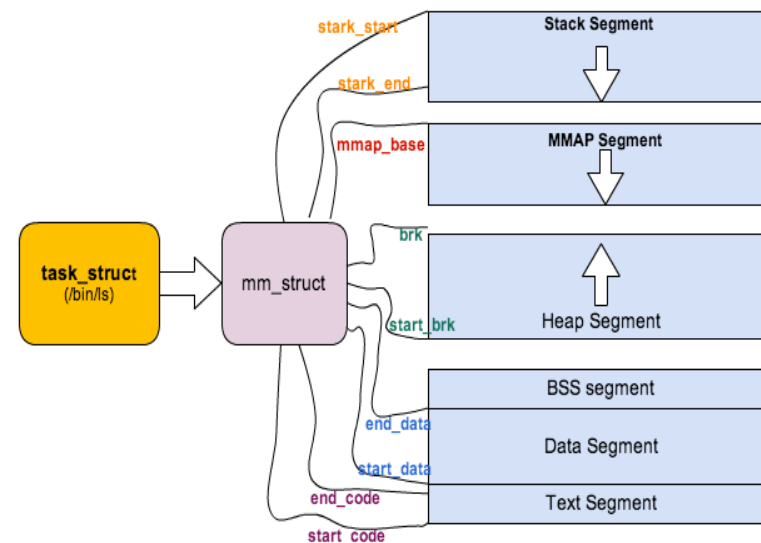 stark_start
Stack Segment
stark_end
mmap_base
MMAP Segment
task_struct
(/bin/ls)
mm_struct
brk
start_brk
Heap Segment
BSS segment
end_data
Data Segment
start_data
end_code
Text Segment
start_code